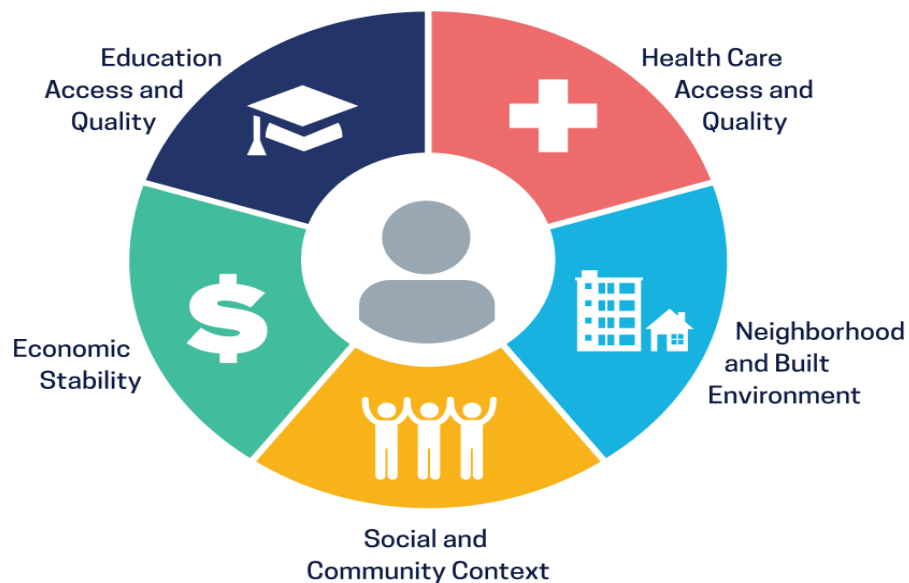 Education
Access and
Quality
Health Care
Access and
Quality
Economic
Stability
Neighborhood
and Built
Environment
Social and
Community Context